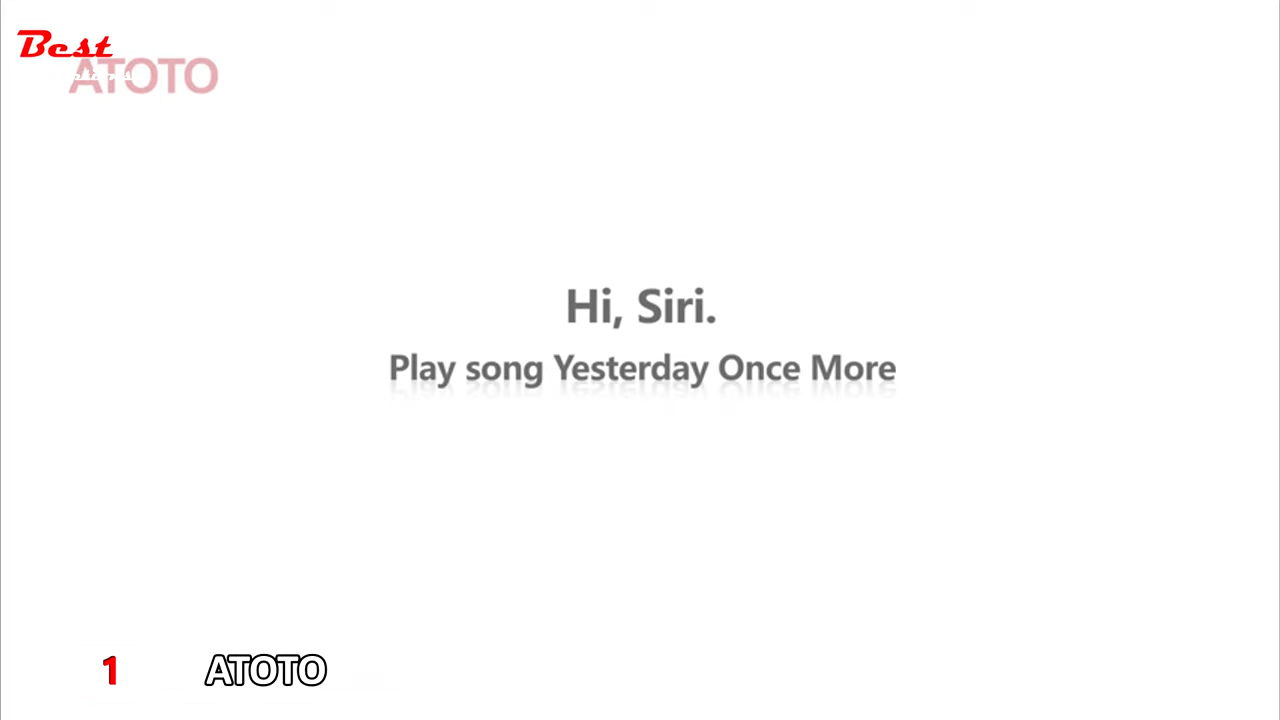 Best
ATOTO
Hi, Siri.
Play song Yesterday Once More
1 ATOTO